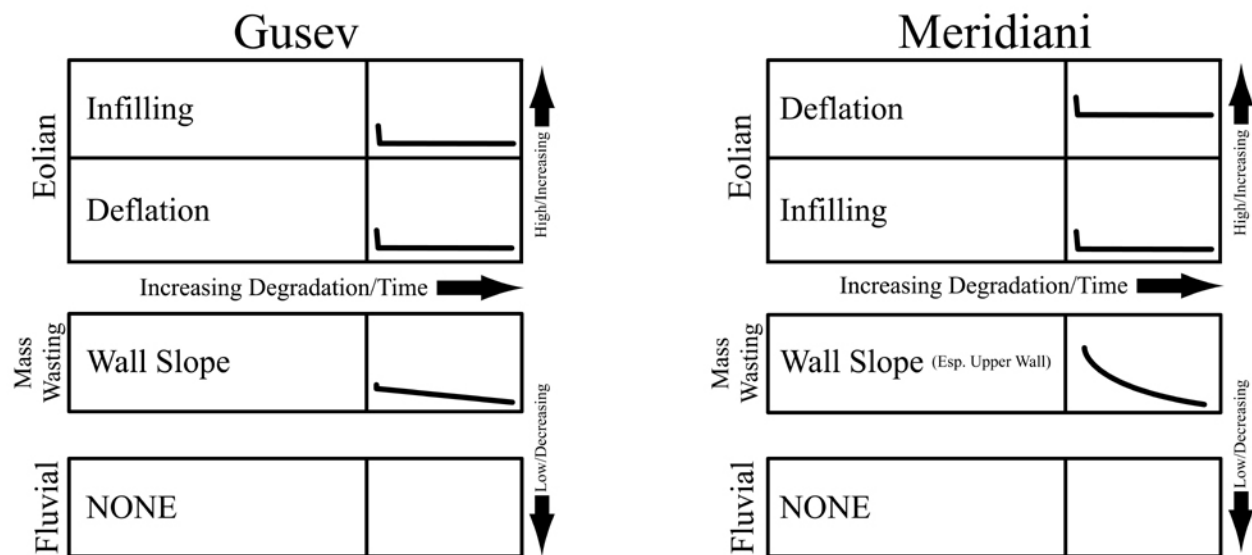 Gusev
Eolian
Infilling
Deflation
High/Increasing
Increasing Degradation/Time
Mass
Wasting
Wall Slope
Low/Decreasing
Fluvial
NONE
Meridiani
Eolian
Deflation
Infilling
High/Increasing
Increasing Degradation/Time
Mass
Wasting
Wall Slope (Esp. Upper Wall)
Low/Decreasing
Fluvial
NONE